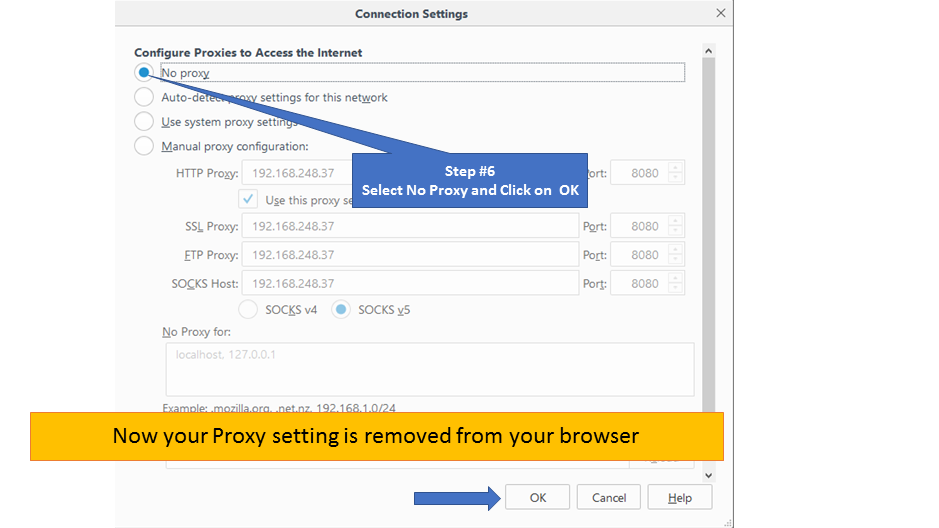 Connection Settings
Configure Proxies to Access the Internet
No proxy
Auto-detect proxy settings for this network
Use system proxy settings
Manual proxy configuration:
Step #6
Select No Proxy and Click on OK
HTTP Proxy: 192.168.248.37 Port: 8080
Use this proxy se
SSL Proxy: 192.168.248.37 Port: 8080
FTP Proxy: 192.168.248.37 Port: 8080
SOCKS Host: 192.168.248.37 Port: 8080
SOCKS v4 SOCKS v5
No Proxy for:
localhost, 127.0.0.1
Example: .mozilla.org, .net.nz, 192.168.1.0/24
Now your Proxy setting is removed from your browser
OK Cancel Help